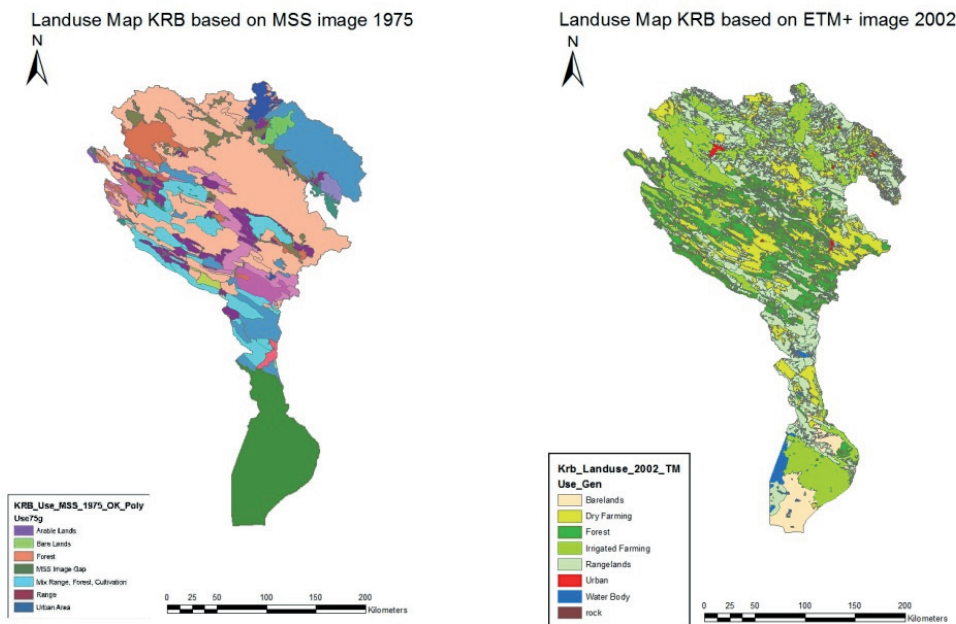 Landuse Map KRB based on MSS image 1975
N
KRB_Use_MSS_1975_OK_Poly
Use75g
Arable Lands
Bare Lands
Forest
MSS Image Gap
Mix Range, Forest, Cultivation
Range
Urban Area
0 50 100 150 200
Kilometers
Landuse Map KRB based on ETM+ image 2002
N
Krb_Landuse_2002_TM
Use_Gen
Barelands
Dry Farming
Forest
Irrigated Farming
Rangelands
Urban
Water Body
rock
0 50 100 150 200
Kilometers